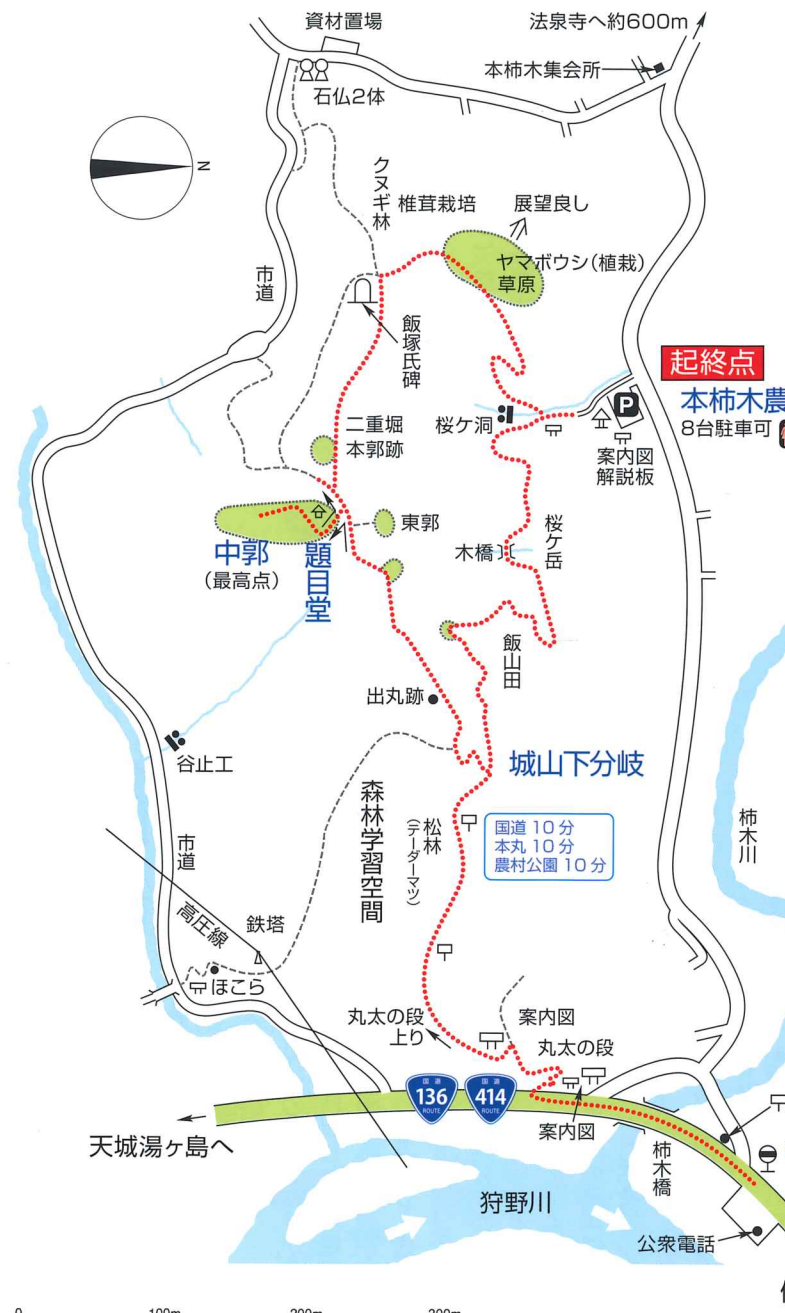 資材置場
法泉寺へ約600m
本柿木集会所
石仏2体
N
クヌギ林
椎茸栽培
展望良し
ヤマボウシ(植栽)
草原
市道
飯塚氏碑
起終点
本柿木農
8台駐車可
P
案内図
解説板
桜ケ洞
二重堀
本郭跡
東郭
中郭
(最高点)
題目堂
木橋
桜ケ岳
飯山田
出丸跡
谷止工
城山下分岐
国道 10分
本丸 10分
農村公園 10分
森林学習空間
松林
(テーダーマツ)
柿木川
市道
高圧線
鉄塔
ほこら
丸太の段
上り
案内図
丸太の段
国道
136
ROUTE
国道
414
ROUTE
案内図
天城湯ヶ島へ
柿木橋
狩野川
公衆電話
0
100m
200m
300m